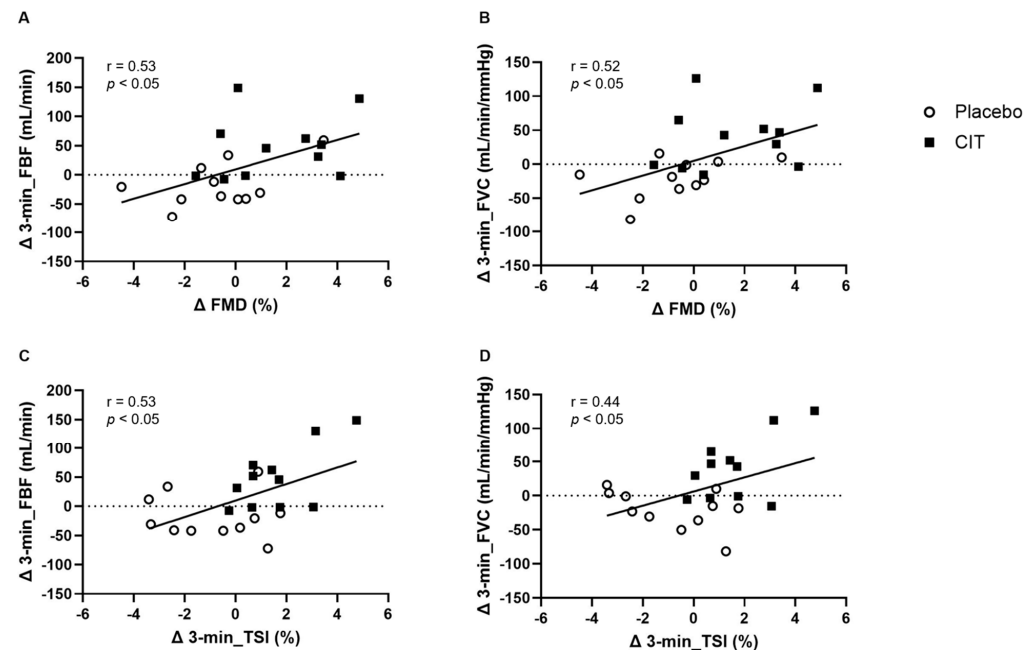 A
B
r = 0.53
p < 0.05
r = 0.52
p < 0.05
Placebo
CIT
Δ 3-min_FBF (mL/min)
200
150
100
50
0
-50
-100
-150
-6
-4
-2
0
2
4
6
Δ FMD (%)
Δ 3-min_FVC (mL/min/mmHg)
150
100
50
0
-50
-100
-150
-6
-4
-2
0
2
4
6
Δ FMD (%)
C
D
r = 0.53
p < 0.05
r = 0.44
p < 0.05
Δ 3-min_FBF (mL/min)
200
150
100
50
0
-50
-100
-150
-6
-4
-2
0
2
4
6
Δ 3-min_TSI (%)
Δ 3-min_FVC (mL/min/mmHg)
150
100
50
0
-50
-100
-150
-6
-4
-2
0
2
4
6
Δ 3-min_TSI (%)